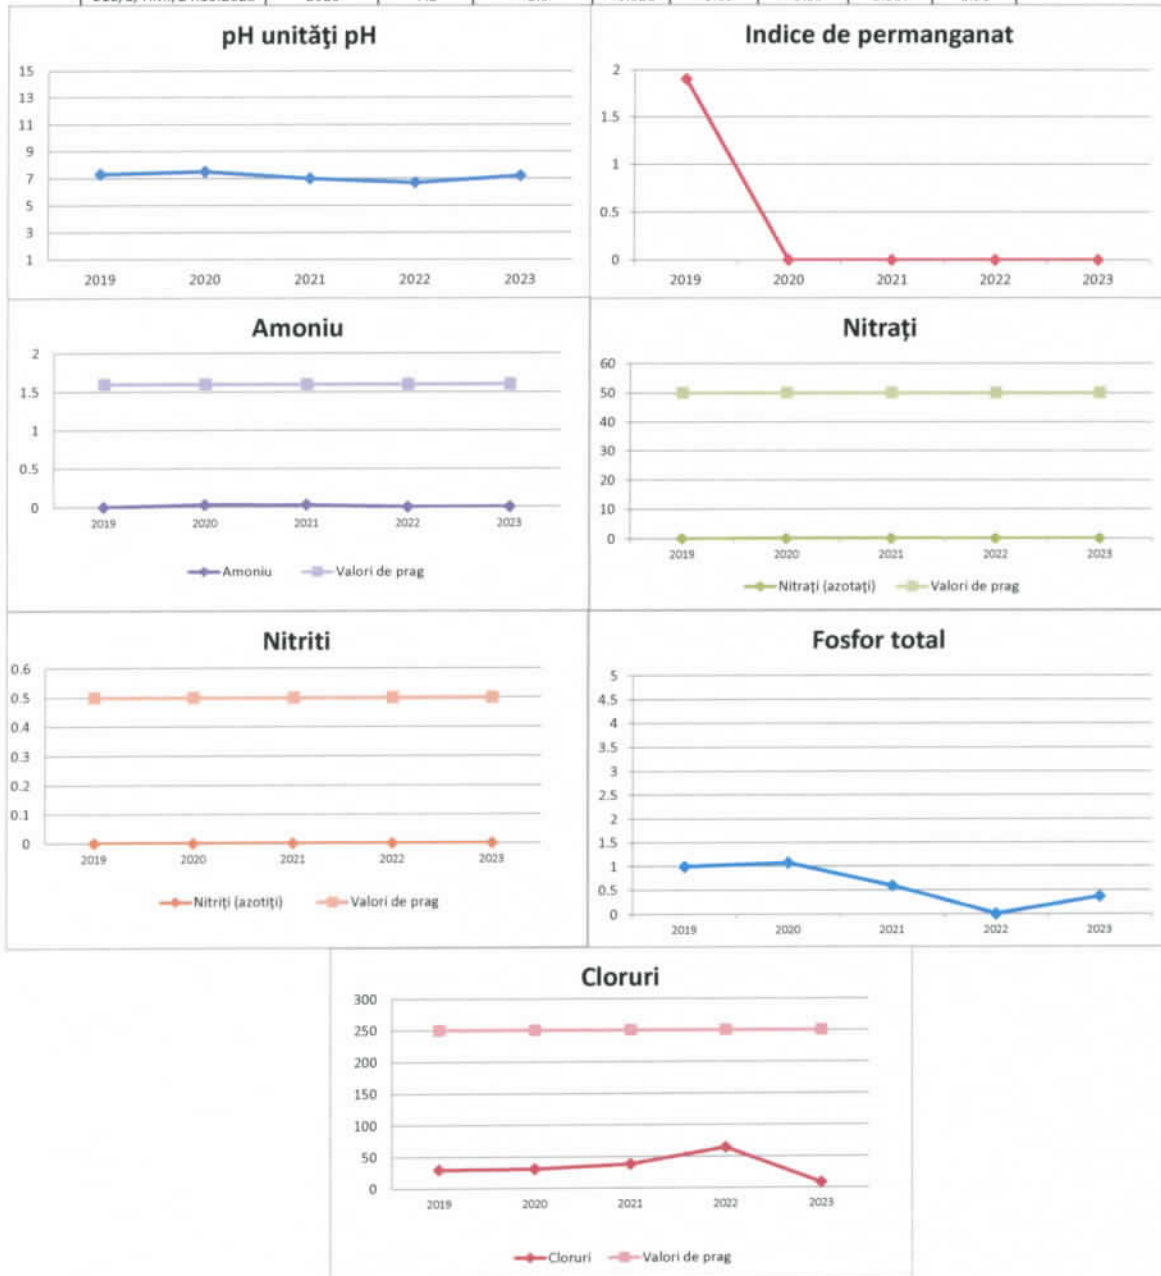 pH unități pH
15
13
11
9
7
5
3
1
2019 2020 2021 2022 2023
Indice de permanganat
2
1.5
1
0.5
0
2019 2020 2021 2022 2023
Amoniu
2
1.5
1
0.5
0
2019 2020 2021 2022 2023
Amoniu Valori de prag
Nitrați
60
50
40
30
20
10
0
2019 2020 2021 2022 2023
Nitrați (azotați) Valori de prag
Nitriti
0.6
0.5
0.4
0.3
0.2
0.1
0
2019 2020 2021 2022 2023
Nitriți (azotiți) Valori de prag
Fosfor total
5
4.5
4
3.5
3
2.5
2
1.5
1
0.5
0
2019 2020 2021 2022 2023
Cloruri
300
250
200
150
100
50
0
2019 2020 2021 2022 2023
Cloruri Valori de prag